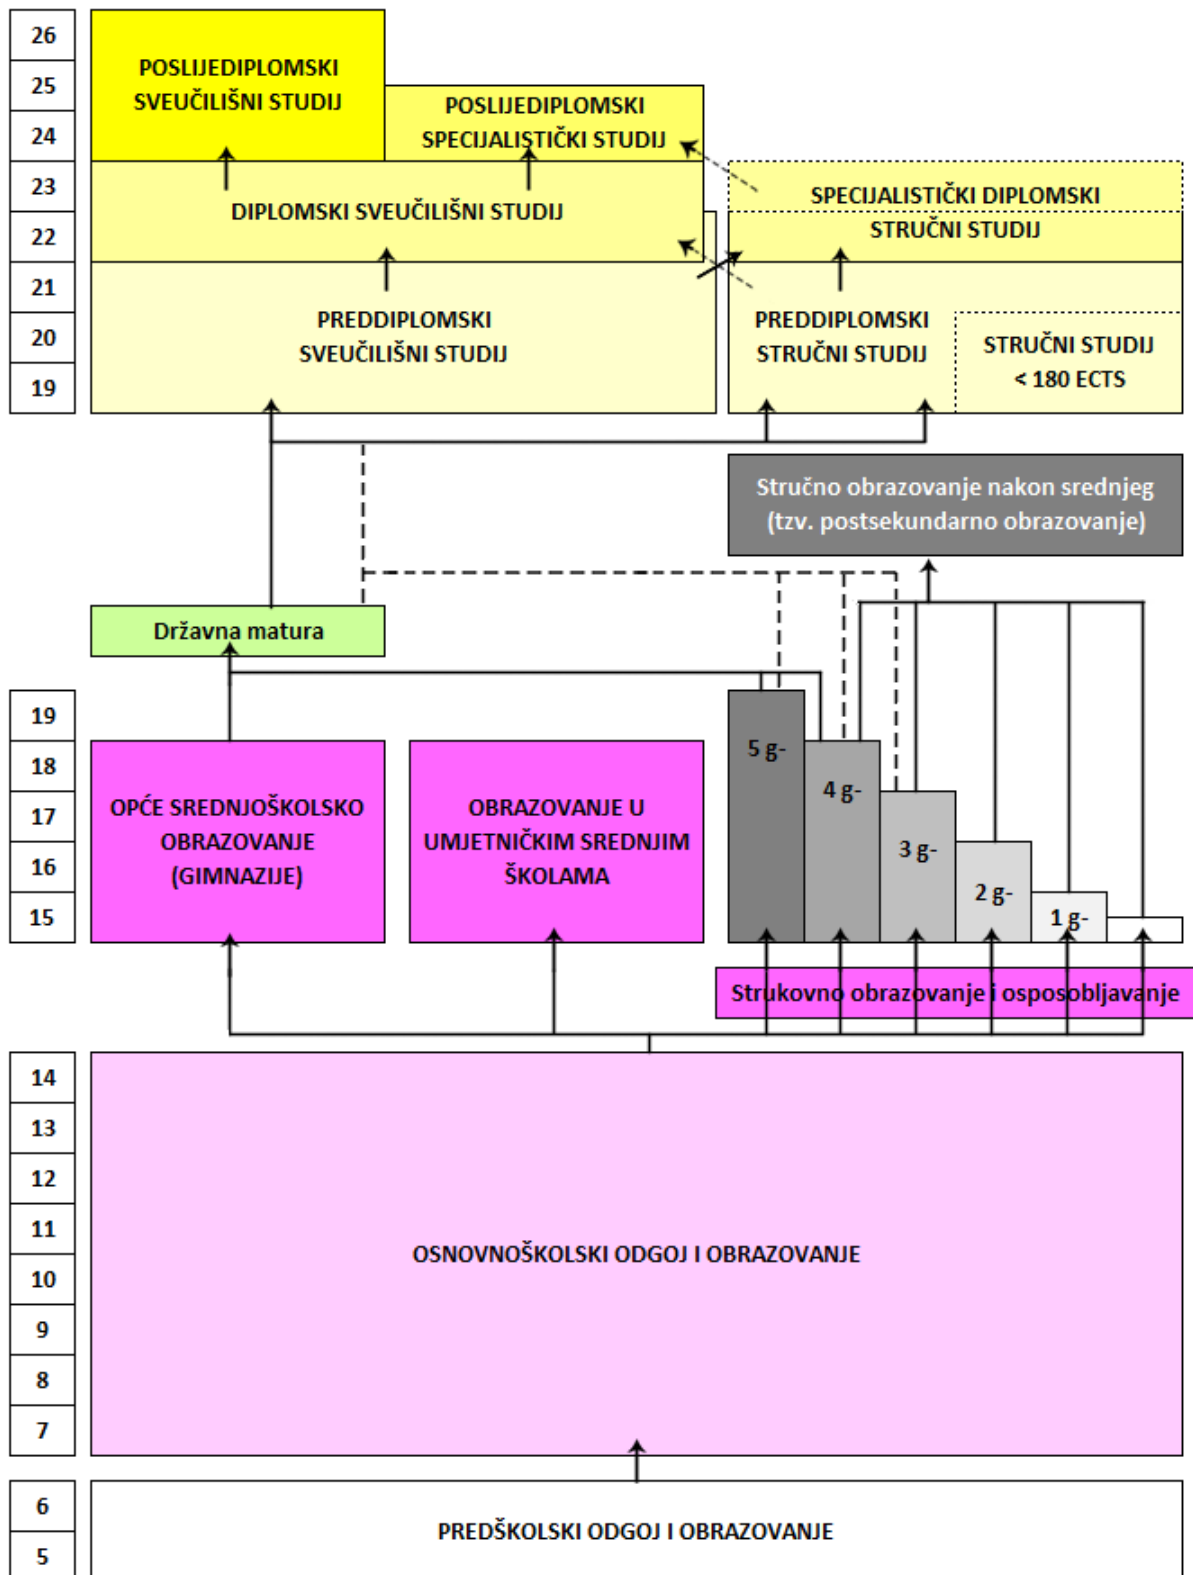 26
25
24
23
22
21
20
19
POSLIJEDIPLOMSKI
SVEUČILIŠNI STUDIJ
POSLIJEDIPLOMSKI
SPECIJALISTIČKI STUDIJ
DIPLOMSKI SVEUČILIŠNI STUDIJ
SPECIJALISTIČKI DIPLOMSKI
STRUČNI STUDIJ
PREDDIPLOMSKI
SVEUČILIŠNI STUDIJ
PREDDIPLOMSKI
STRUČNI STUDIJ
STRUČNI STUDIJ
< 180 ECTS
Stručno obrazovanje nakon srednjeg
(tzv. postsekundarno obrazovanje)
Državna matura
19
18
17
16
15
OPĆE SREDNJOŠKOLSKO
OBRAZOVANJE
(GIMNAZIJE)
OBRAZOVANJE U
UMJETNIČKIM SREDNJIM
ŠKOLAMA
5 g-
4 g-
3 g-
2 g-
1 g-
Strukovno obrazovanje i osposobljavanje
14
13
12
11
10
9
8
7
OSNOVNOŠKOLSKI ODGOJ I OBRAZOVANJE
6
5
PREDŠKOLSKI ODGOJ I OBRAZOVANJE